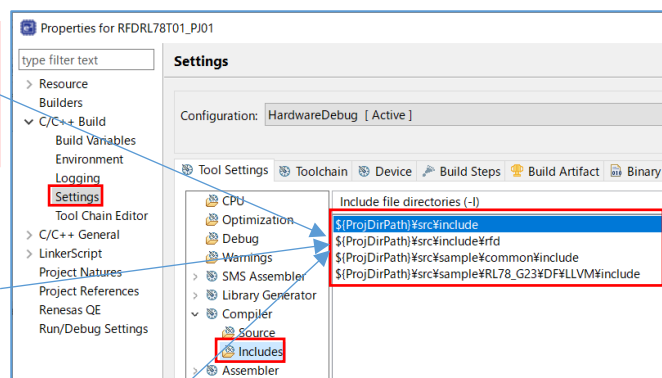 Properties for RFDRL78T01_PJ01
type filter text
Settings
Resource
Builders
C/C++ Build
Build Variables
Environment
Logging
Settings
Tool Chain Editor
C/C++ General
LinkerScript
Project Natures
Project References
Renesas QE
Run/Debug Settings
Configuration: HardwareDebug [ Active ]
Tool Settings Toolchain Device Build Steps Build Artifact Binary
CPU
Optimization
Debug
Warnings
SMS Assembler
Library Generator
Compiler
Source
Includes
Assembler
Include file directories (-I)
${ProjDirPath}¥src¥include
${ProjDirPath}¥src¥include¥rfd
${ProjDirPath}¥src¥sample¥common¥include
${ProjDirPath}¥src¥sample¥RL78_G23¥DF¥LLVM¥include